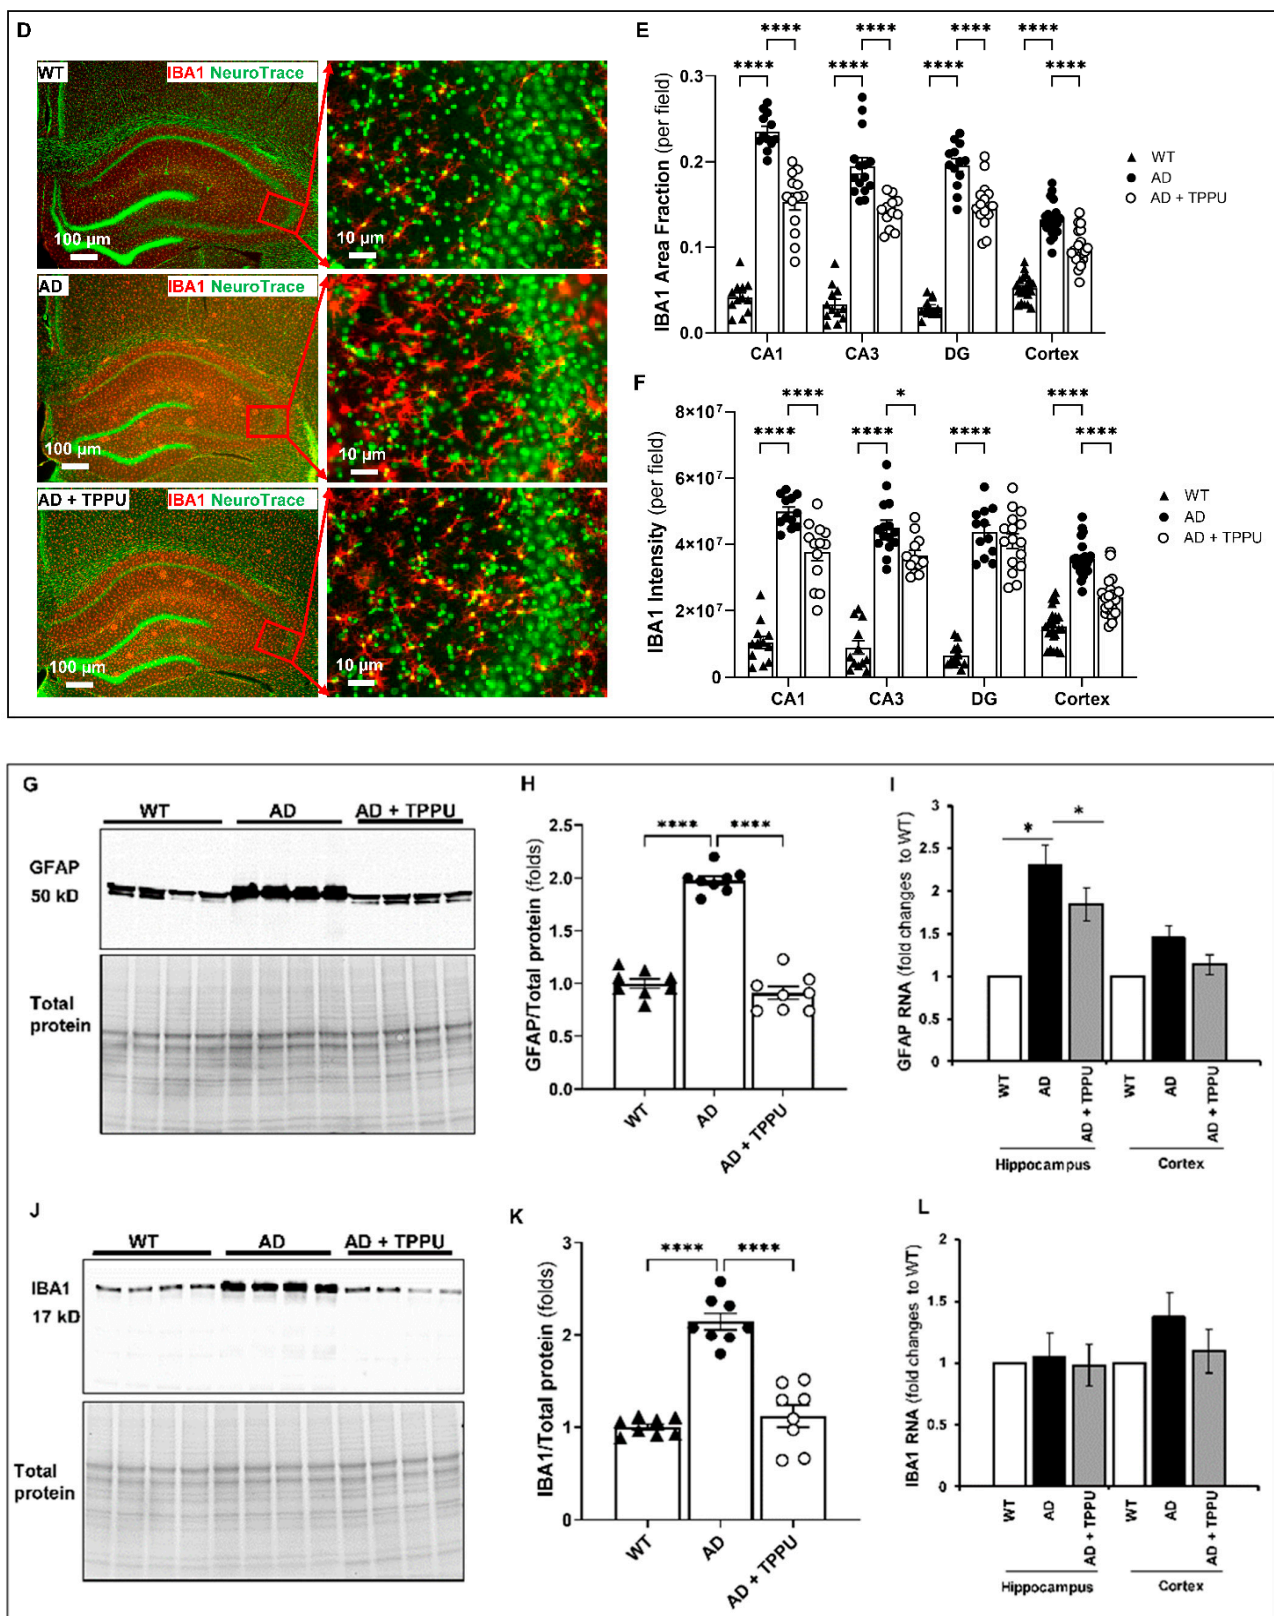 D
WT
IBA1 NeuroTrace
100 µm
10 µm
AD
IBA1 NeuroTrace
100 µm
10 µm
AD + TPPU
IBA1 NeuroTrace
100 µm
10 µm
E
**** **** **** ****
**** **** **** ****
IBA1 Area Fraction (per field)
0.3
0.2
0.1
0.0
CA1 CA3 DG Cortex
WT
AD
AD + TPPU
F
**** * ****
**** **** **** ****
IBA1 Intensity (per field)
8×10⁷
6×10⁷
4×10⁷
2×10⁷
0
CA1 CA3 DG Cortex
WT
AD
AD + TPPU
G
WT AD AD + TPPU
GFAP
50 kD
Total
protein
H
**** ****
GFAP/Total protein (folds)
2.5
2.0
1.5
1.0
0.5
0.0
WT AD AD + TPPU
I
* *
GFAP RNA (fold changes to WT)
3
2.5
2
1.5
1
0.5
0
WT AD AD + TPPU WT AD AD + TPPU
Hippocampus Cortex
J
WT AD AD + TPPU
IBA1
17 kD
Total
protein
K
**** ****
IBA1/Total protein (folds)
3
2
1
0
WT AD AD + TPPU
L
IBA1 RNA (fold changes to WT)
2
1.5
1
0.5
0
WT AD AD + TPPU WT AD AD + TPPU
Hippocampus Cortex